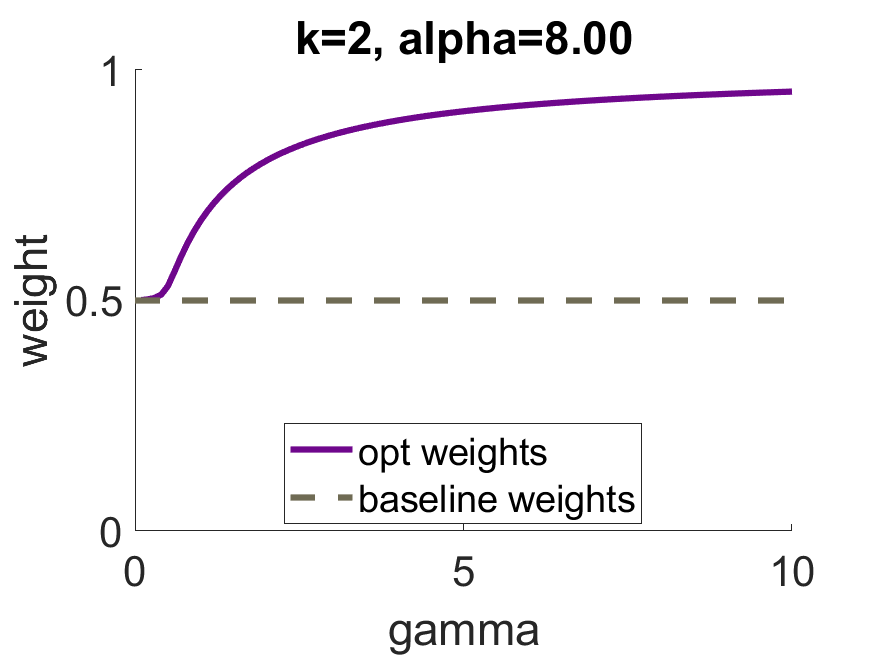 k=2, alpha=8.00
1
0.5
0
weight
opt weights
baseline weights
0 5 10
gamma